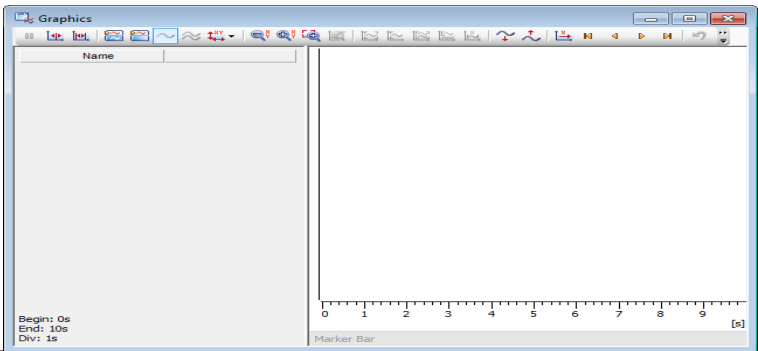 Graphics
Name
0 1 2 3 4 5 6 7 8 9
[s]
Begin: 0s
End: 10s
Div: 1s
Marker Bar